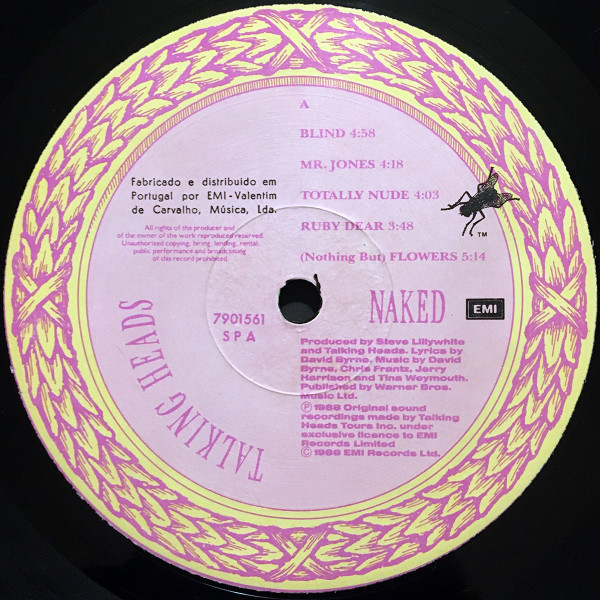 A
BLIND 4:58
MR. JONES 4:18
TOTALLY NUDE 4:03
RUBY DEAR 3:48
(Nothing But) FLOWERS 5:14
TM
Fabricado e distribuido em
Portugal por EMI-Valentim
de Carvalho, Música, Lda.
All rights of the producer and
of the owner of the work reproduced reserved.
Unauthorized copying, hiring, lending, rental,
public performance and broadcasting
of this record prohibited.
7901561
SPA
NAKED
EMI
TALKING HEADS
Produced by Steve Lillywhite
and Talking Heads. Lyrics by
David Byrne, Music by David
Byrne, Chris Frantz, Jerry
Harrison and Tina Weymouth.
Published by Warner Bros.
Music Ltd.
Ⓟ 1988 Original sound
recordings made by Talking
Heads Tours Inc. under
exclusive licence to EMI
Records Limited
© 1988 EMI Records Ltd.